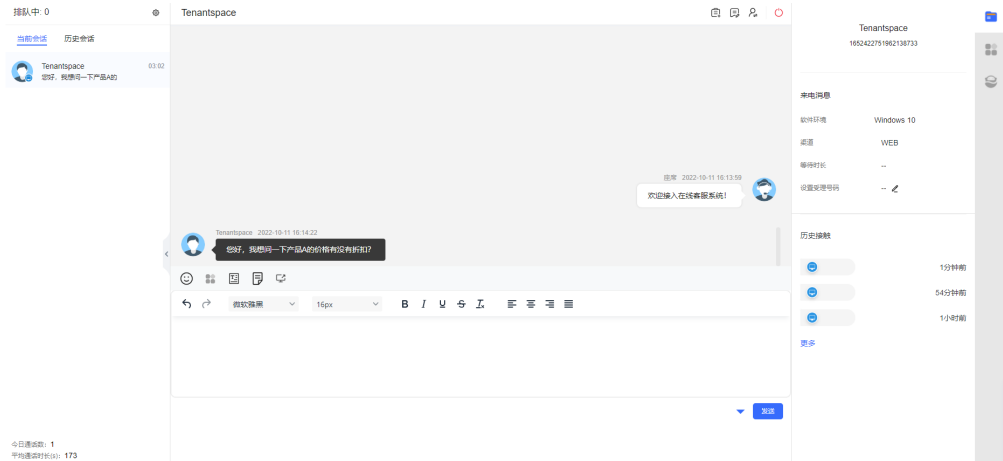 排队中: 0
当前会话 历史会话
Tenantspace 03:02
您好，我想问一下产品A的
今日通话数: 1
平均通话时长(s): 173
Tenantspace
座席 2022-10-11 16:13:59
欢迎接入在线客服系统!
Tenantspace 2022-10-11 16:14:22
您好，我想问一下产品A的价格有没有折扣?
微软雅黑 16px
发送
Tenantspace
1652422751962138733
来电消息
软件环境 Windows 10
渠道 WEB
等待时长 --
设置受理号码 --
历史接触
1分钟前
54分钟前
1小时前
更多